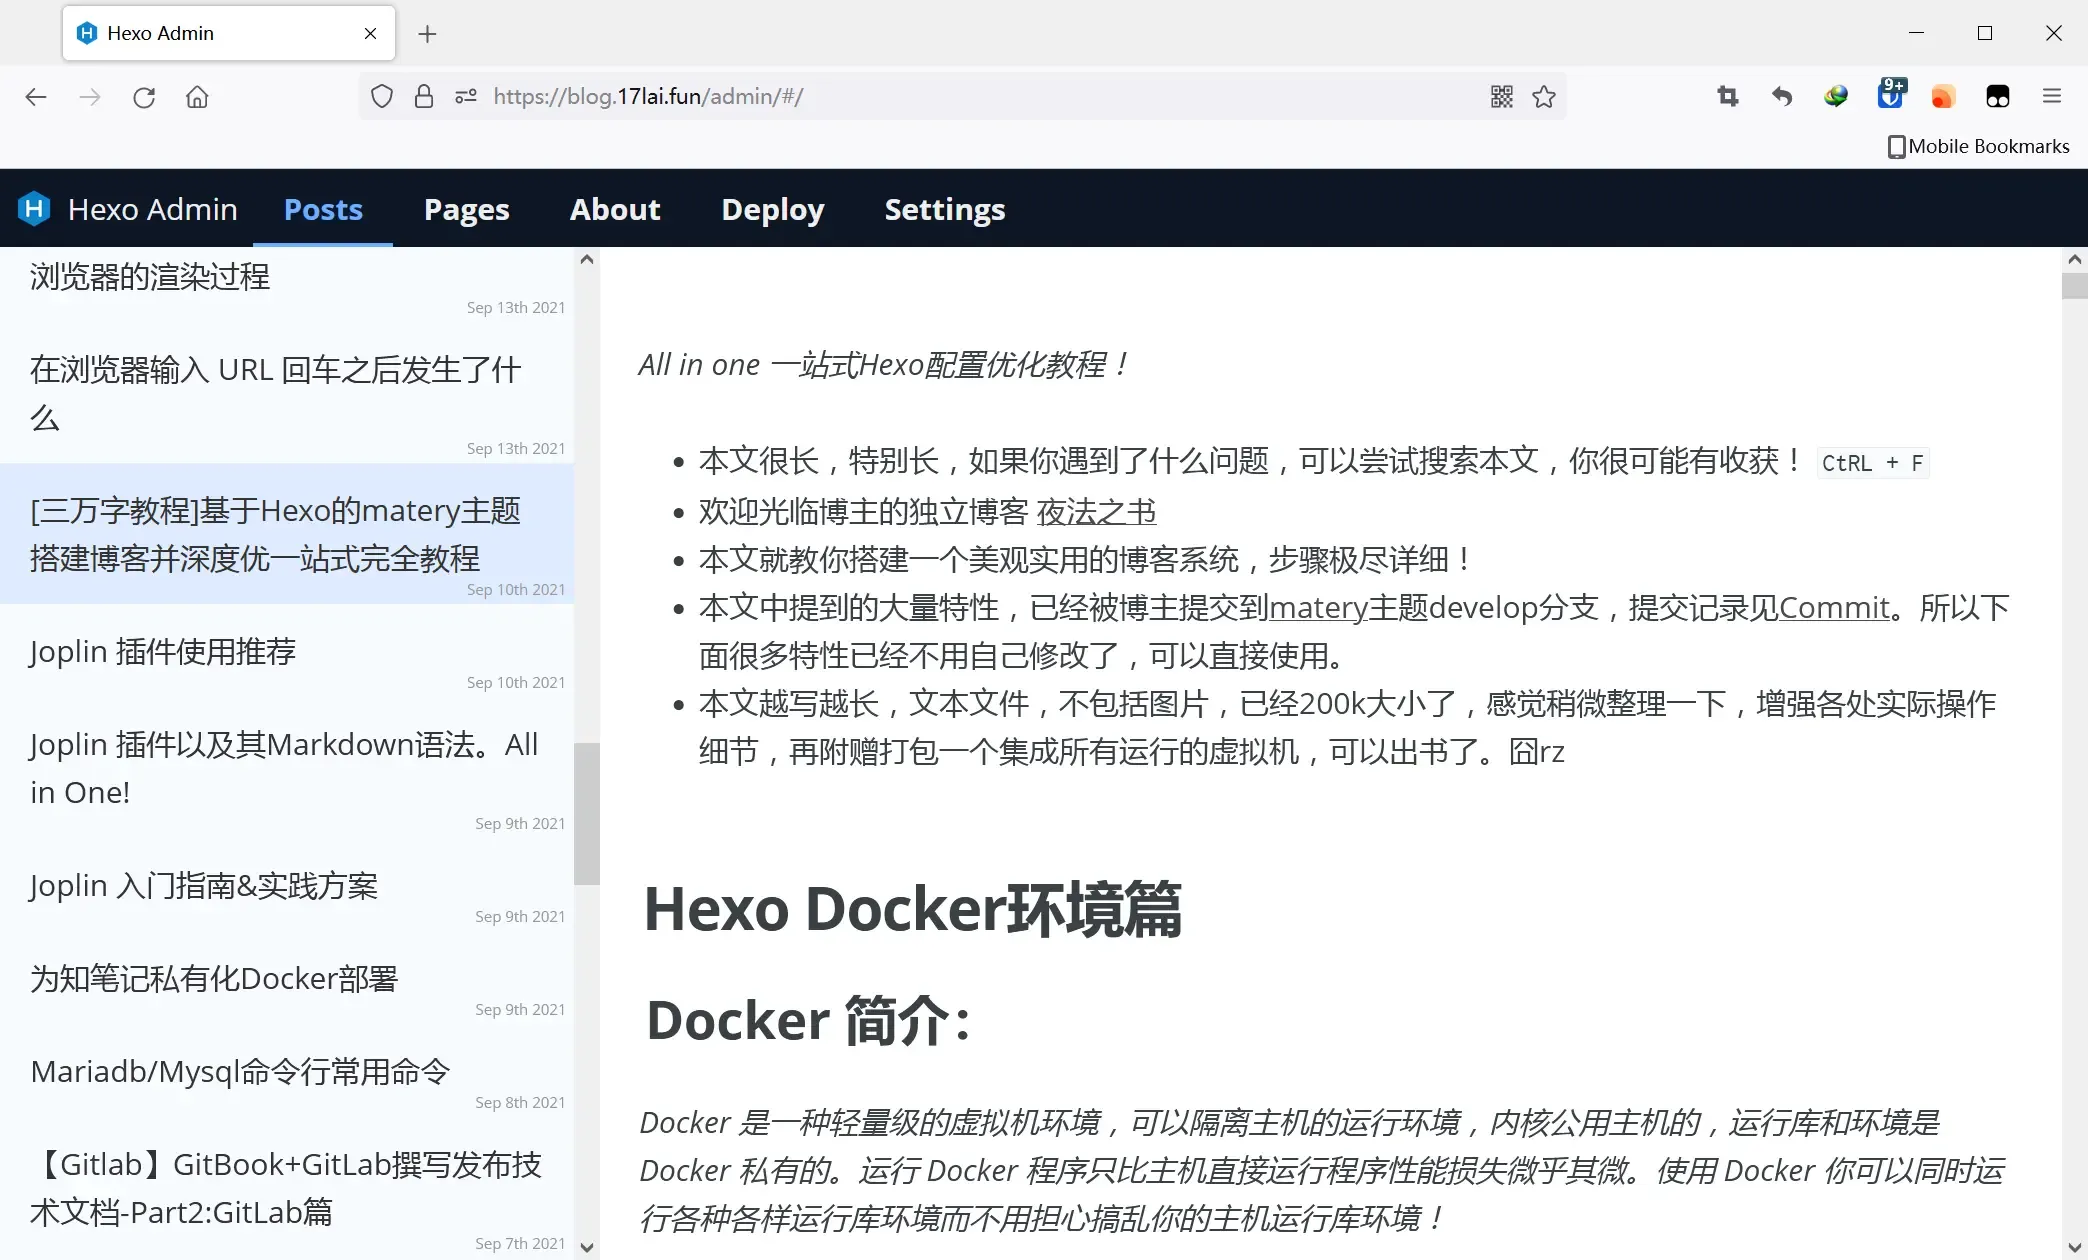 Hexo Admin
https://blog.17lai.fun/admin/#/
9+
Mobile Bookmarks
H Hexo Admin Posts Pages About Deploy Settings
浏览器的渲染过程
Sep 13th 2021
在浏览器输入 URL 回车之后发生了什
么
Sep 13th 2021
[三万字教程]基于Hexo的matery主题
搭建博客并深度优一站式完全教程
Sep 10th 2021
Joplin 插件使用推荐
Sep 10th 2021
Joplin 插件以及其Markdown语法。All
in One!
Sep 9th 2021
Joplin 入门指南&实践方案
Sep 9th 2021
为知笔记私有化Docker部署
Sep 9th 2021
Mariadb/Mysql命令行常用命令
Sep 8th 2021
【Gitlab】GitBook+GitLab撰写发布技
术文档-Part2:GitLab篇
Sep 7th 2021
All in one 一站式Hexo配置优化教程！
本文很长，特别长，如果你遇到了什么问题，可以尝试搜索本文，你很可能有收获！ CtRL + F
欢迎光临博主的独立博客 夜法之书
本文就教你搭建一个美观实用的博客系统，步骤极尽详细！
本文中提到的大量特性，已经被博主提交到matery主题develop分支，提交记录见Commit。所以下
面很多特性已经不用自己修改了，可以直接使用。
本文越写越长，文本文件，不包括图片，已经200k大小了，感觉稍微整理一下，增强各处实际操作
细节，再附赠打包一个集成所有运行的虚拟机，可以出书了。囧rz
Hexo Docker环境篇
Docker 简介：
Docker 是一种轻量级的虚拟机环境，可以隔离主机的运行环境，内核公用主机的，运行库和环境是
Docker 私有的。运行 Docker 程序只比主机直接运行程序性能损失微乎其微。使用 Docker 你可以同时运
行各种各样运行库环境而不用担心搞乱你的主机运行库环境！